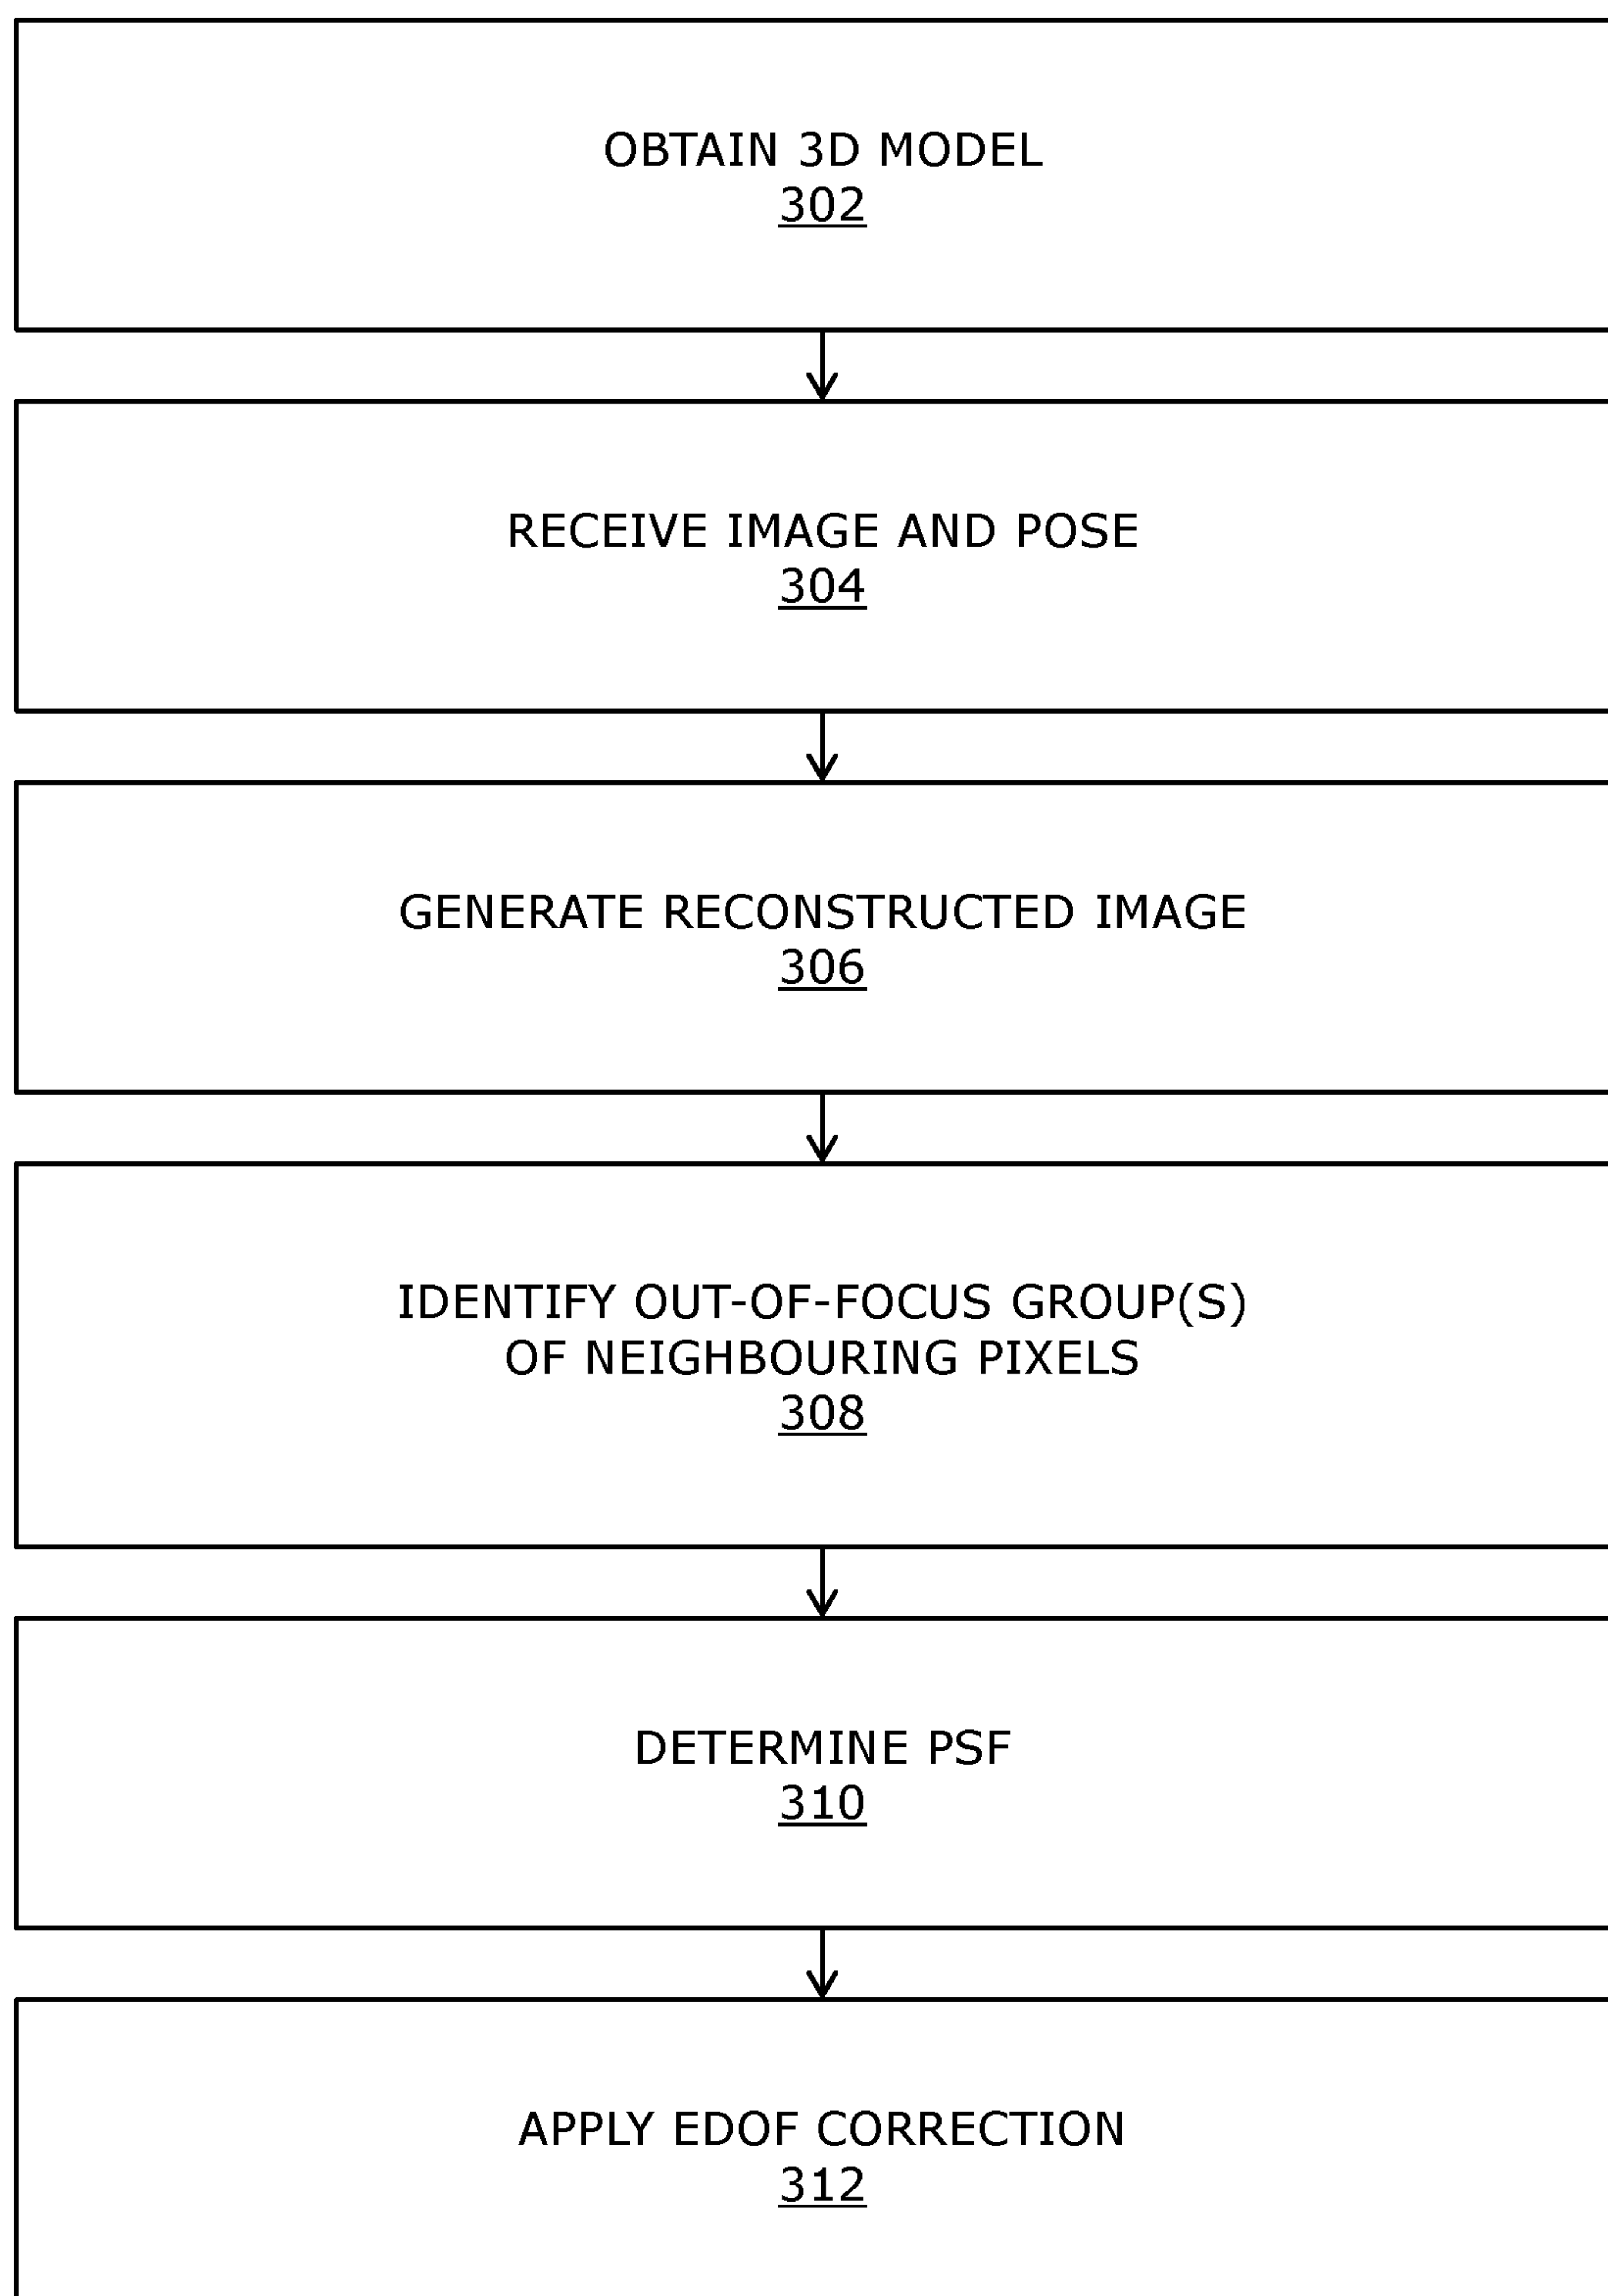 OBTAIN 3D MODEL
302
RECEIVE IMAGE AND POSE
304
GENERATE RECONSTRUCTED IMAGE
306
IDENTIFY OUT-OF-FOCUS GROUP(S)
OF NEIGHBOURING PIXELS
308
DETERMINE PSF
310
APPLY EDOF CORRECTION
312